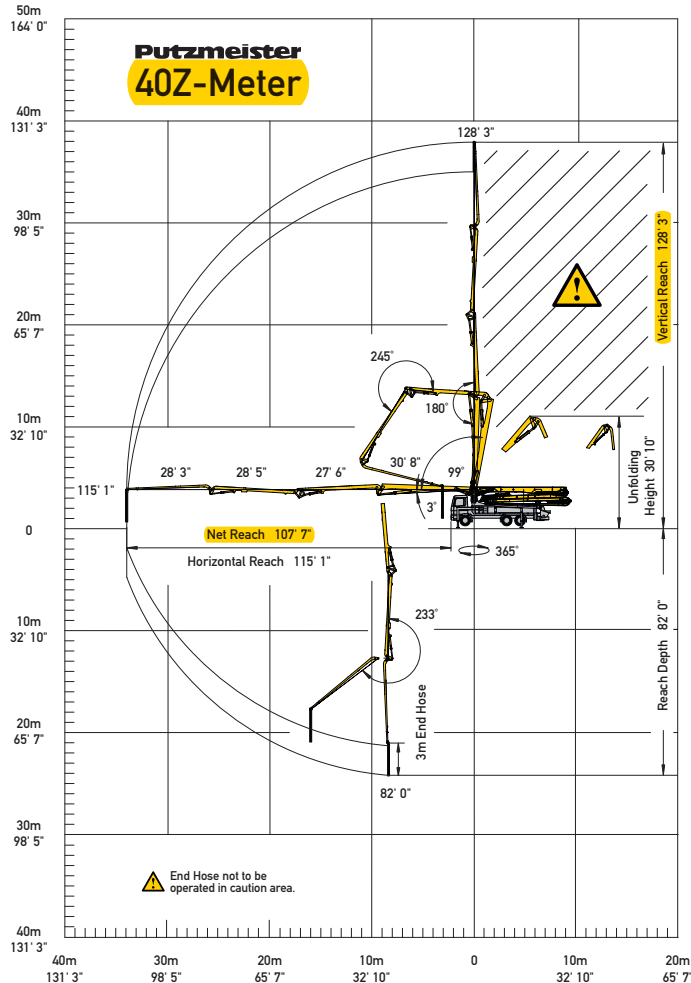 50m
164' 0"
Putzmeister
40Z-Meter
40m
131' 3"
128' 3"
30m
98' 5"
Vertical Reach 128' 3"
!
20m
65' 7"
245°
180°
10m
32' 10"
Unfolding
Height 30' 10"
28' 3"
28' 5"
27' 6"
30' 8"
99°
115' 1"
3°
0
Net Reach 107' 7"
Horizontal Reach 115' 1"
365°
10m
32' 10"
233°
Reach Depth 82' 0"
3m End Hose
20m
65' 7"
82' 0"
30m
98' 5"
!
End Hose not to be
operated in caution area.
40m
131' 3"
40m
30m
20m
10m
0
10m
20m
131' 3"
98' 5"
65' 7"
32' 10"
32' 10"
65' 7"